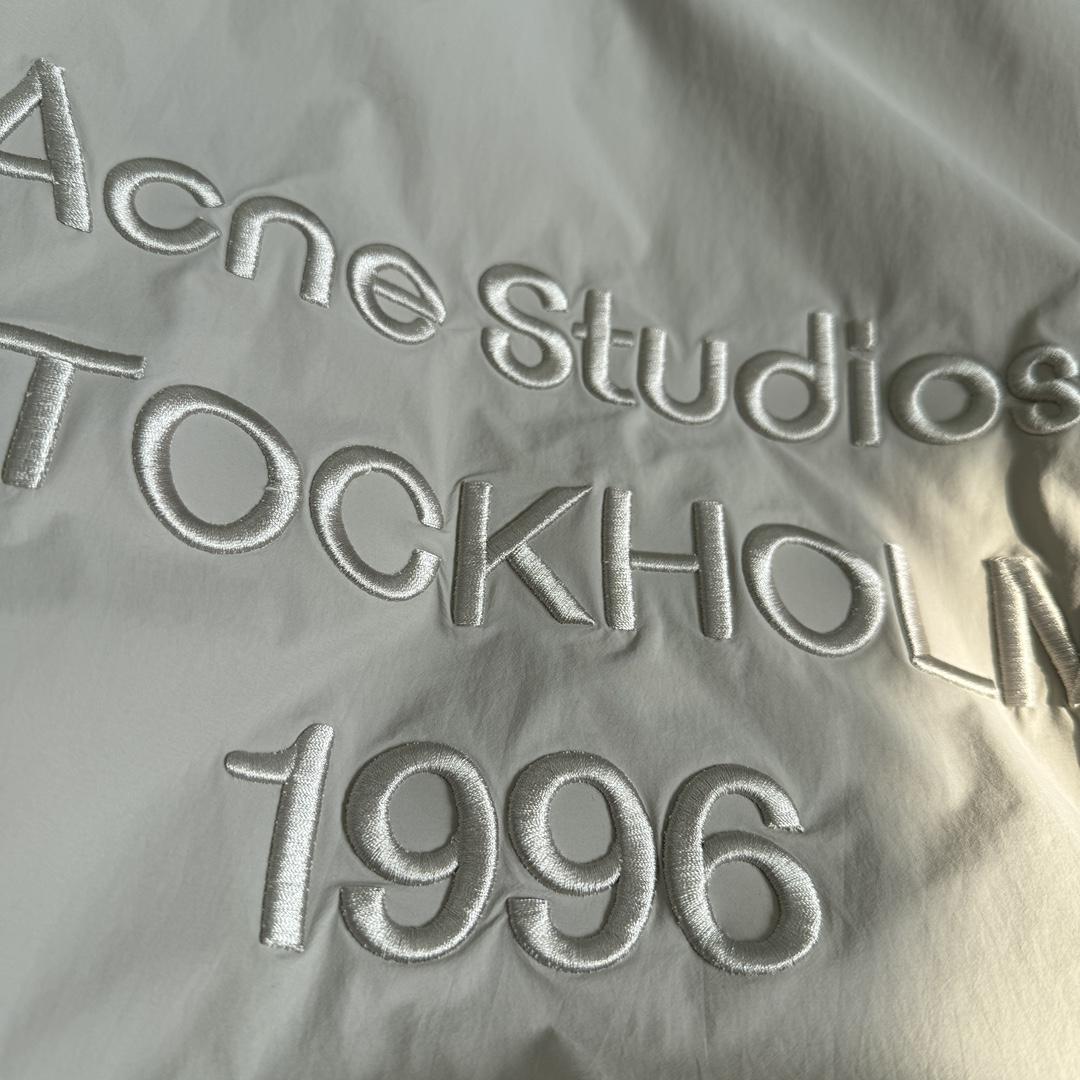 Acne Studios
TOCKHOLM
1996